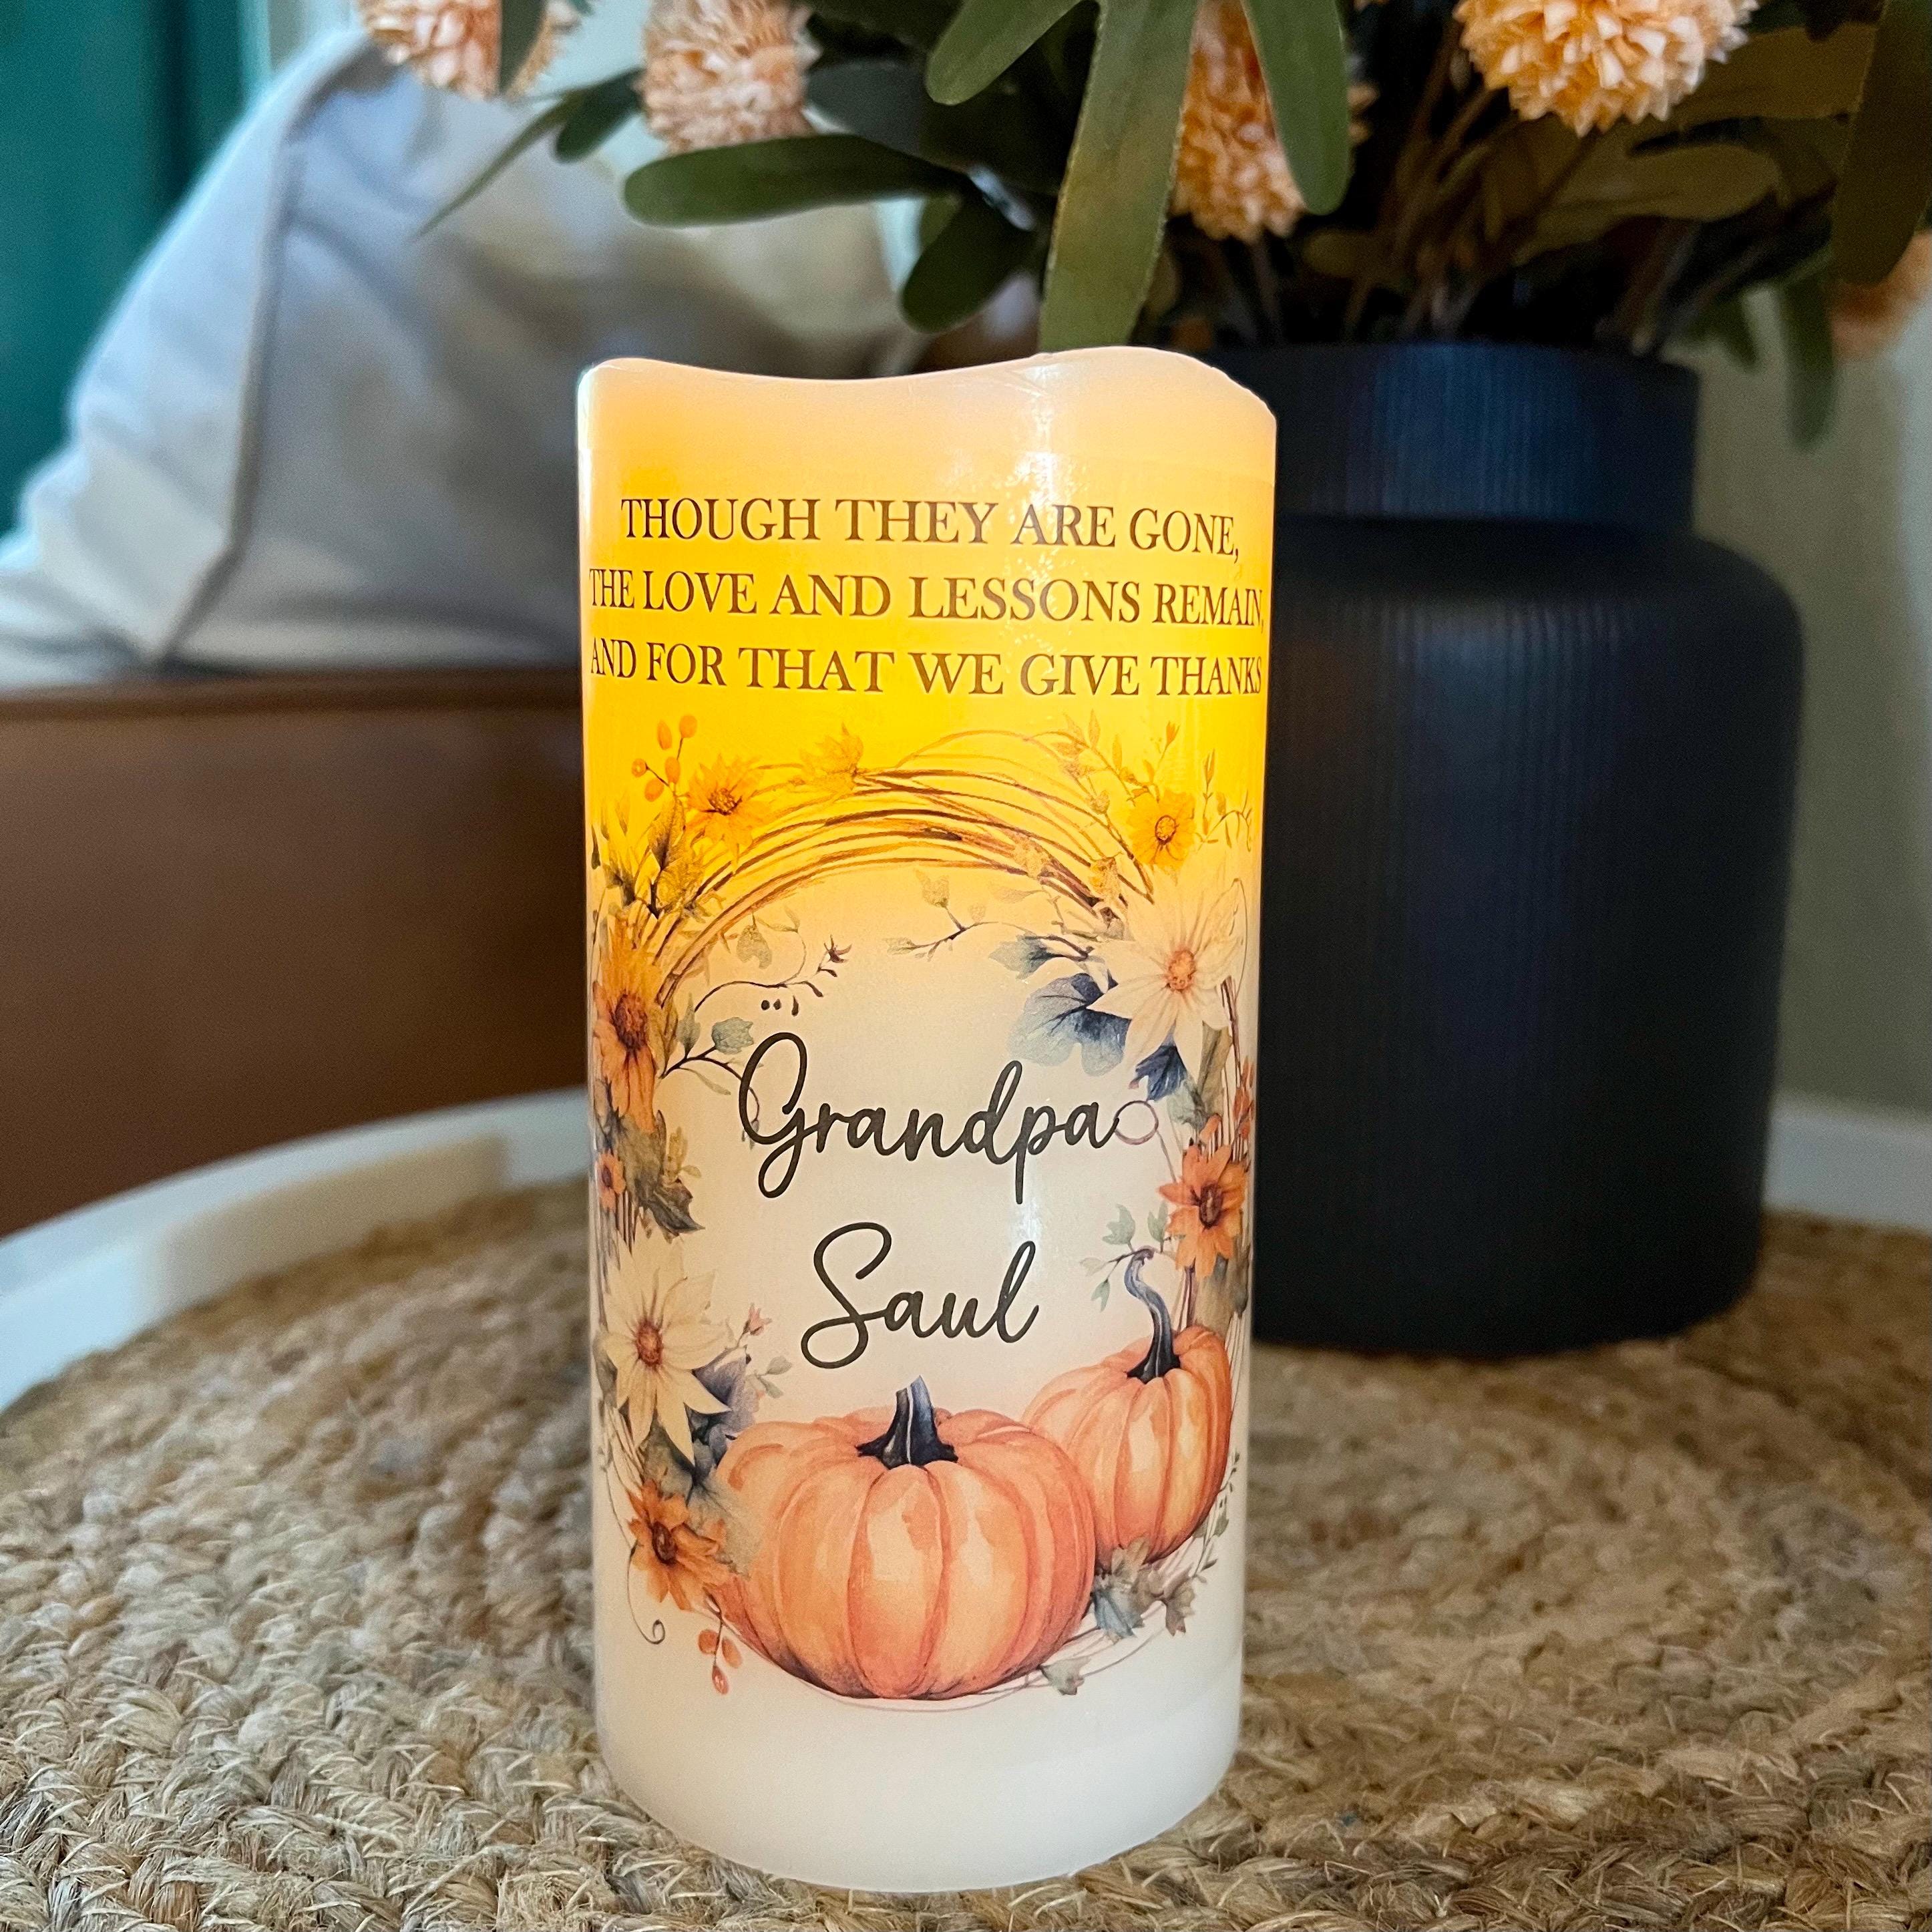 THOUGH THEY ARE GONE,
THE LOVE AND LESSONS REMAIN,
AND FOR THAT WE GIVE THANKS
Grandpa
Saul